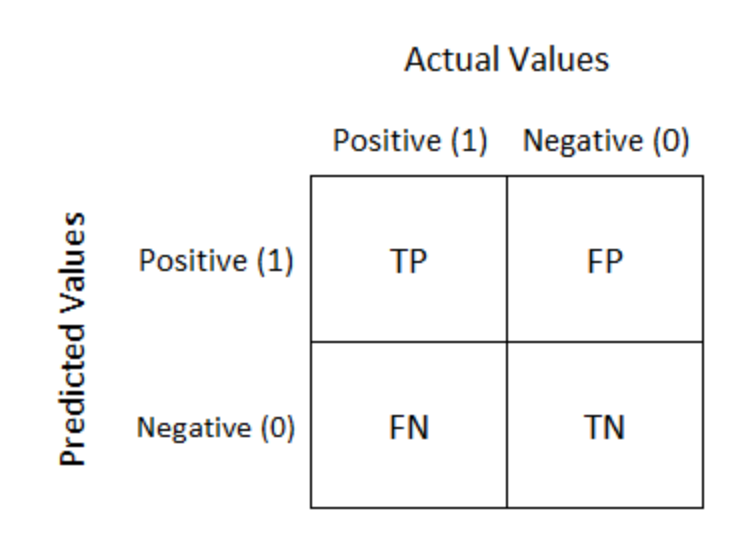 Actual Values
Positive (1) Negative (0)
Predicted Values
Positive (1) TP FP
Negative (0) FN TN